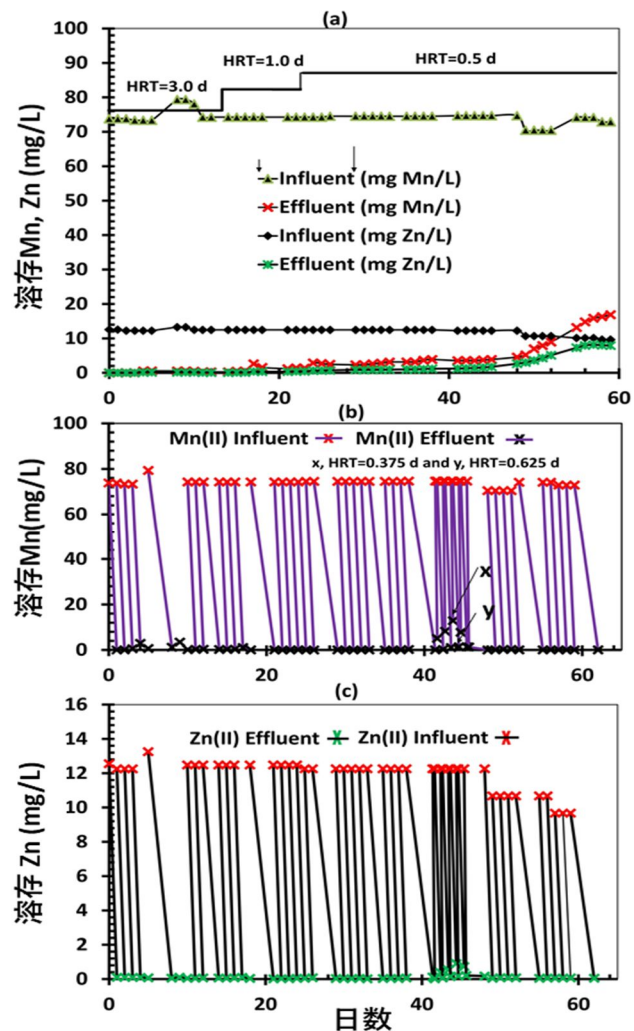 (a)
100
90
80
70
60
50
40
30
20
10
0
溶存Mn, Zn (mg/L)
HRT=3.0 d
HRT=1.0 d
HRT=0.5 d
Influent (mg Mn/L)
Effluent (mg Mn/L)
Influent (mg Zn/L)
Effluent (mg Zn/L)
0 20 40 60
(b)
100
80
60
40
20
0
溶存Mn(mg/L)
Mn(II) Influent Mn(II) Effluent
x, HRT=0.375 d and y, HRT=0.625 d
x
y
0 20 40 60
(c)
16
14
12
10
8
6
4
2
0
溶存 Zn (mg/L)
Zn(II) Effluent Zn(II) Influent
0 20 40 60
日数